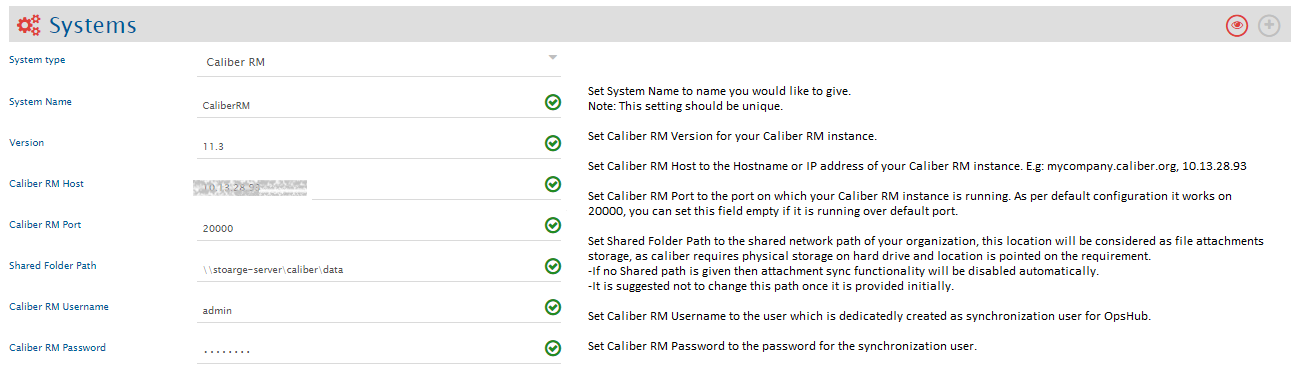 Systems
System type
Caliber RM
System Name
CaliberRM
Version
11.3
Caliber RM Host
10.13.28.93
Caliber RM Port
20000
Shared Folder Path
\\stoarge-server\caliber\data
Caliber RM Username
admin
Caliber RM Password
........
Set System Name to name you would like to give.
Note: This setting should be unique.
Set Caliber RM Version for your Caliber RM instance.
Set Caliber RM Host to the Hostname or IP address of your Caliber RM instance. E.g: mycompany.caliber.org, 10.13.28.93
Set Caliber RM Port to the port on which your Caliber RM instance is running. As per default configuration it works on
20000, you can set this field empty if it is running over default port.
Set Shared Folder Path to the shared network path of your organization, this location will be considered as file attachments
storage, as caliber requires physical storage on hard drive and location is pointed on the requirement.
-If no Shared path is given then attachment sync functionality will be disabled automatically.
-It is suggested not to change this path once it is provided initially.
Set Caliber RM Username to the user which is dedicatedly created as synchronization user for OpsHub.
Set Caliber RM Password to the password for the synchronization user.